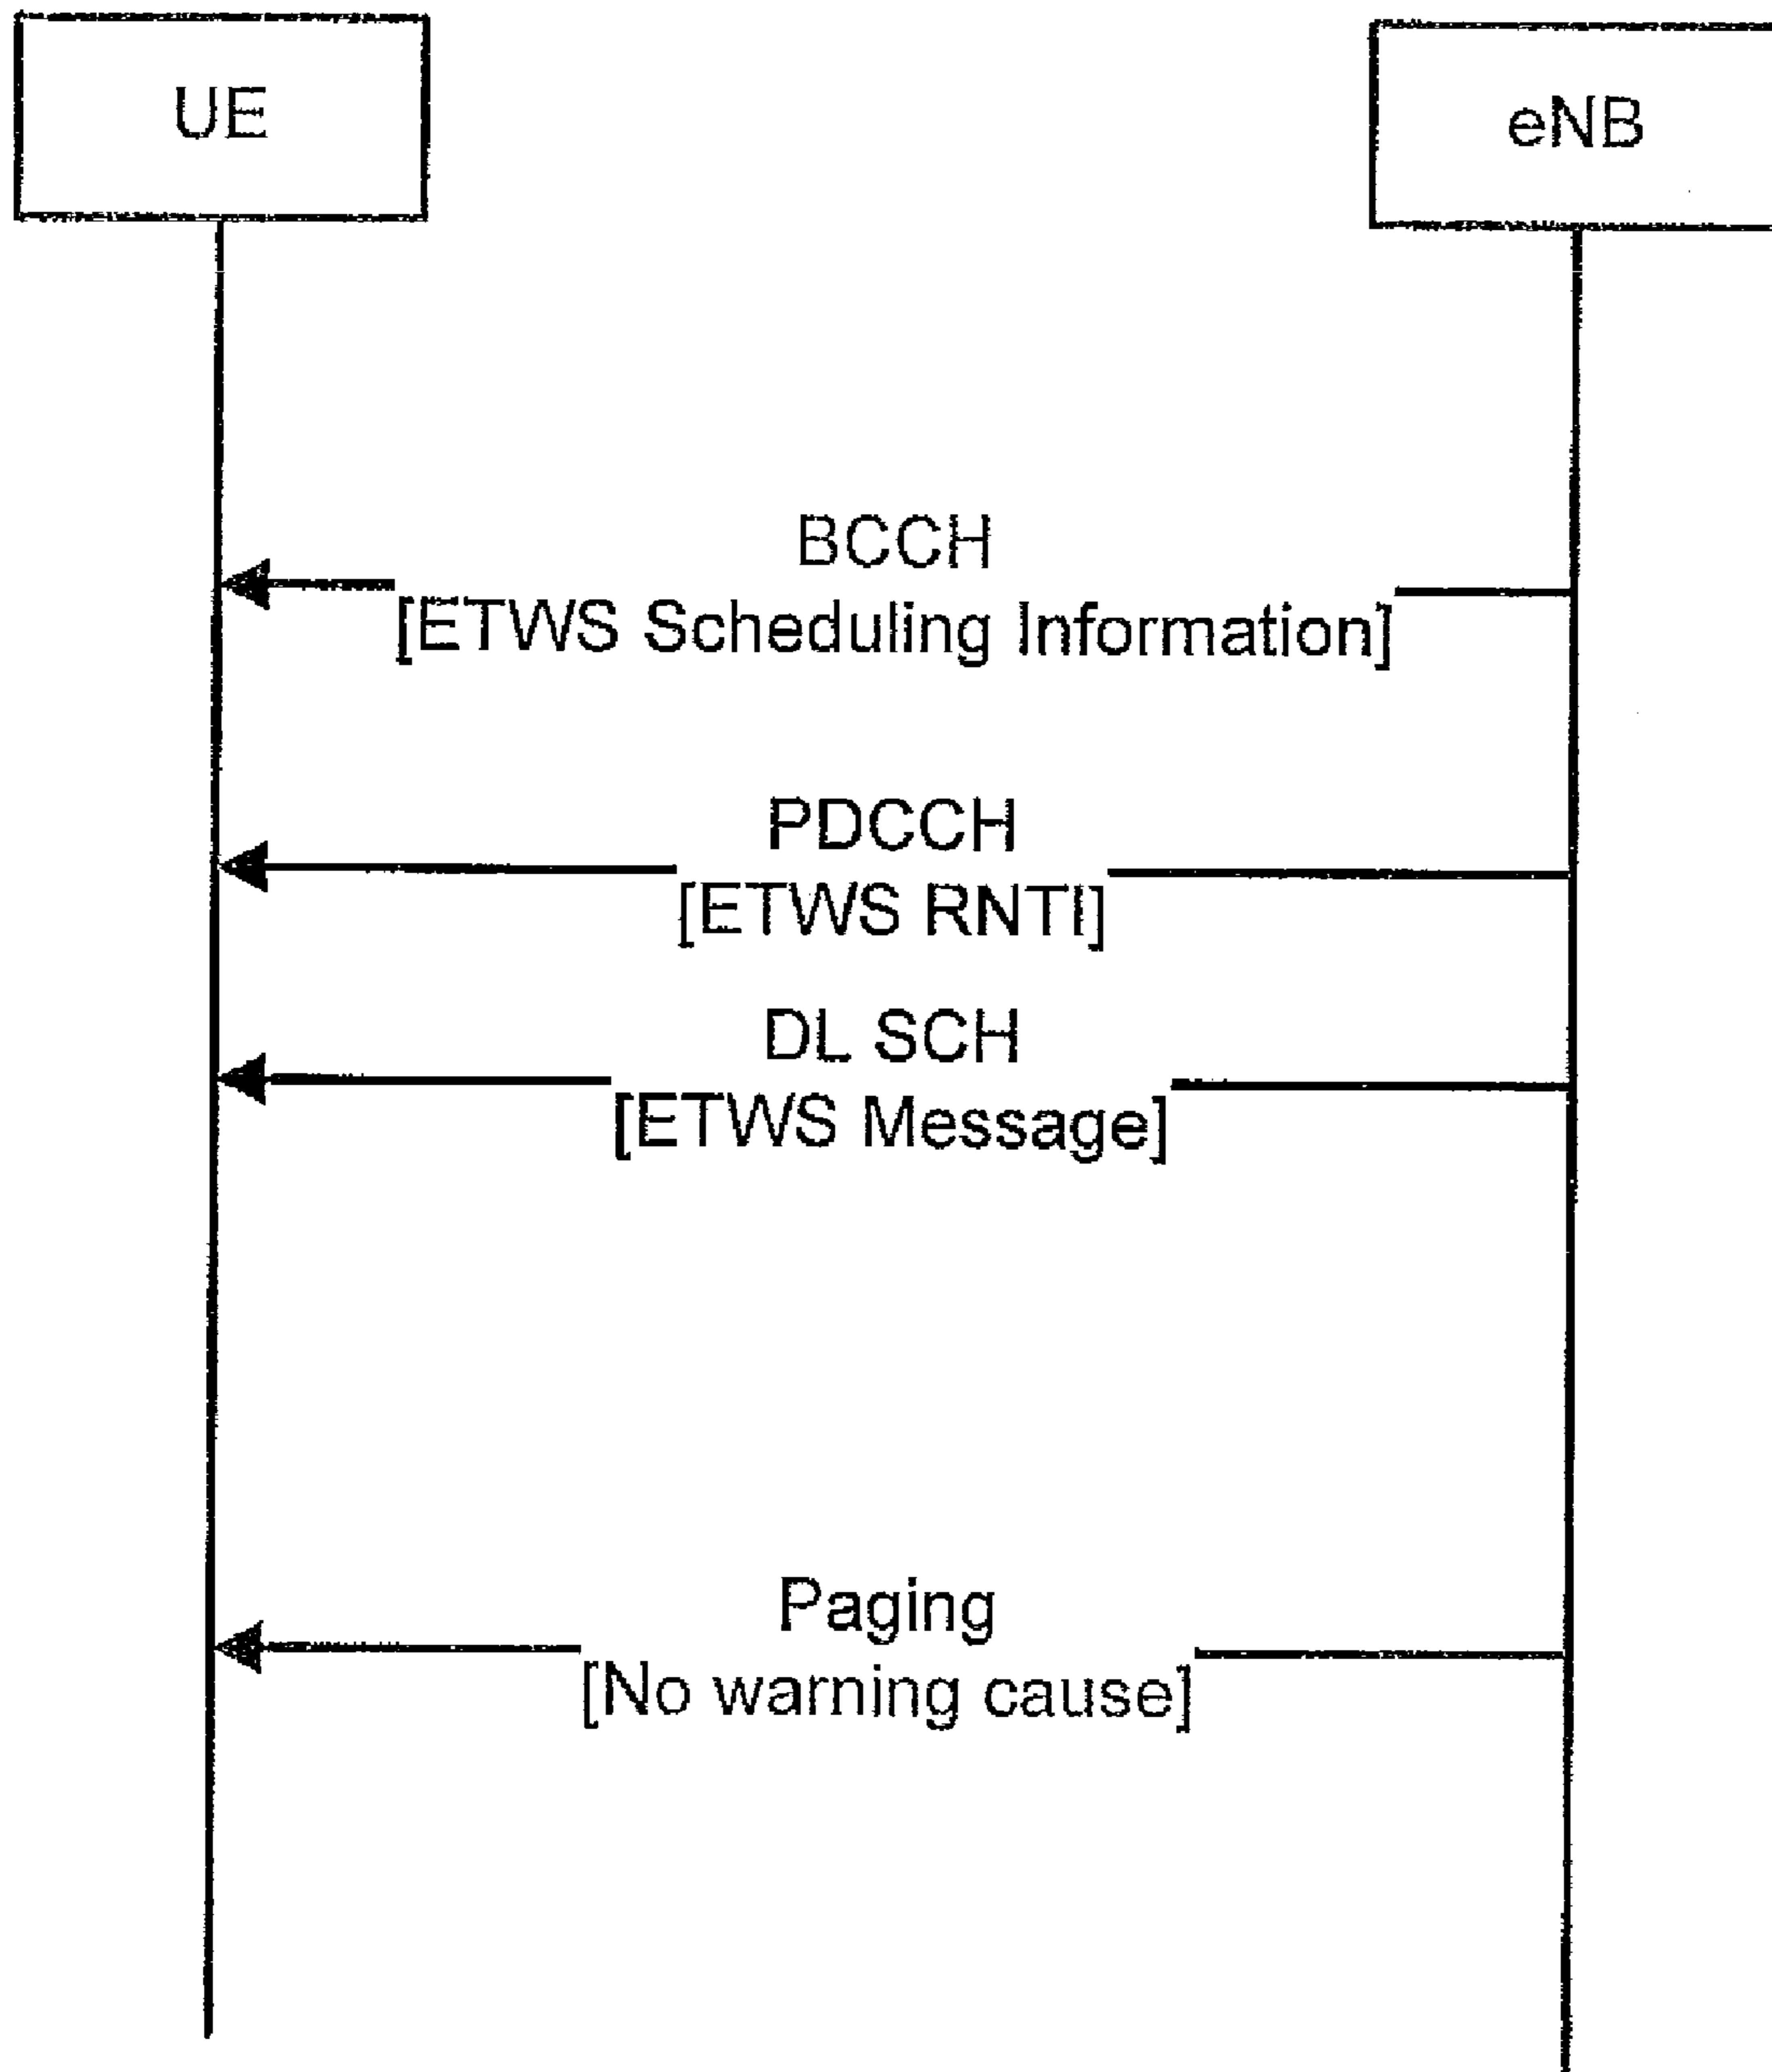 UE
eNB
BCCH
[ETWS Scheduling Information]
PDCCH
[ETWS RNTI]
DL SCH
[ETWS Message]
Paging
[No warning cause]